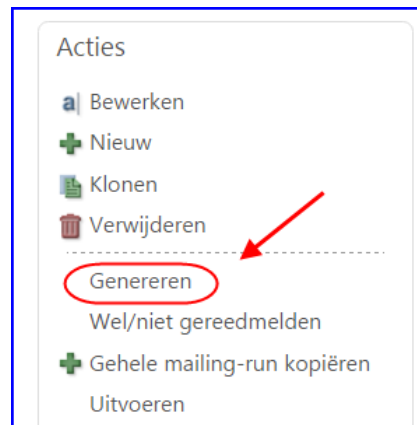 Acties
Bewerken
Nieuw
Klonen
Verwijderen
Genereren
Wel/niet gereedmelden
Gehele mailing-run kopiëren
Uitvoeren